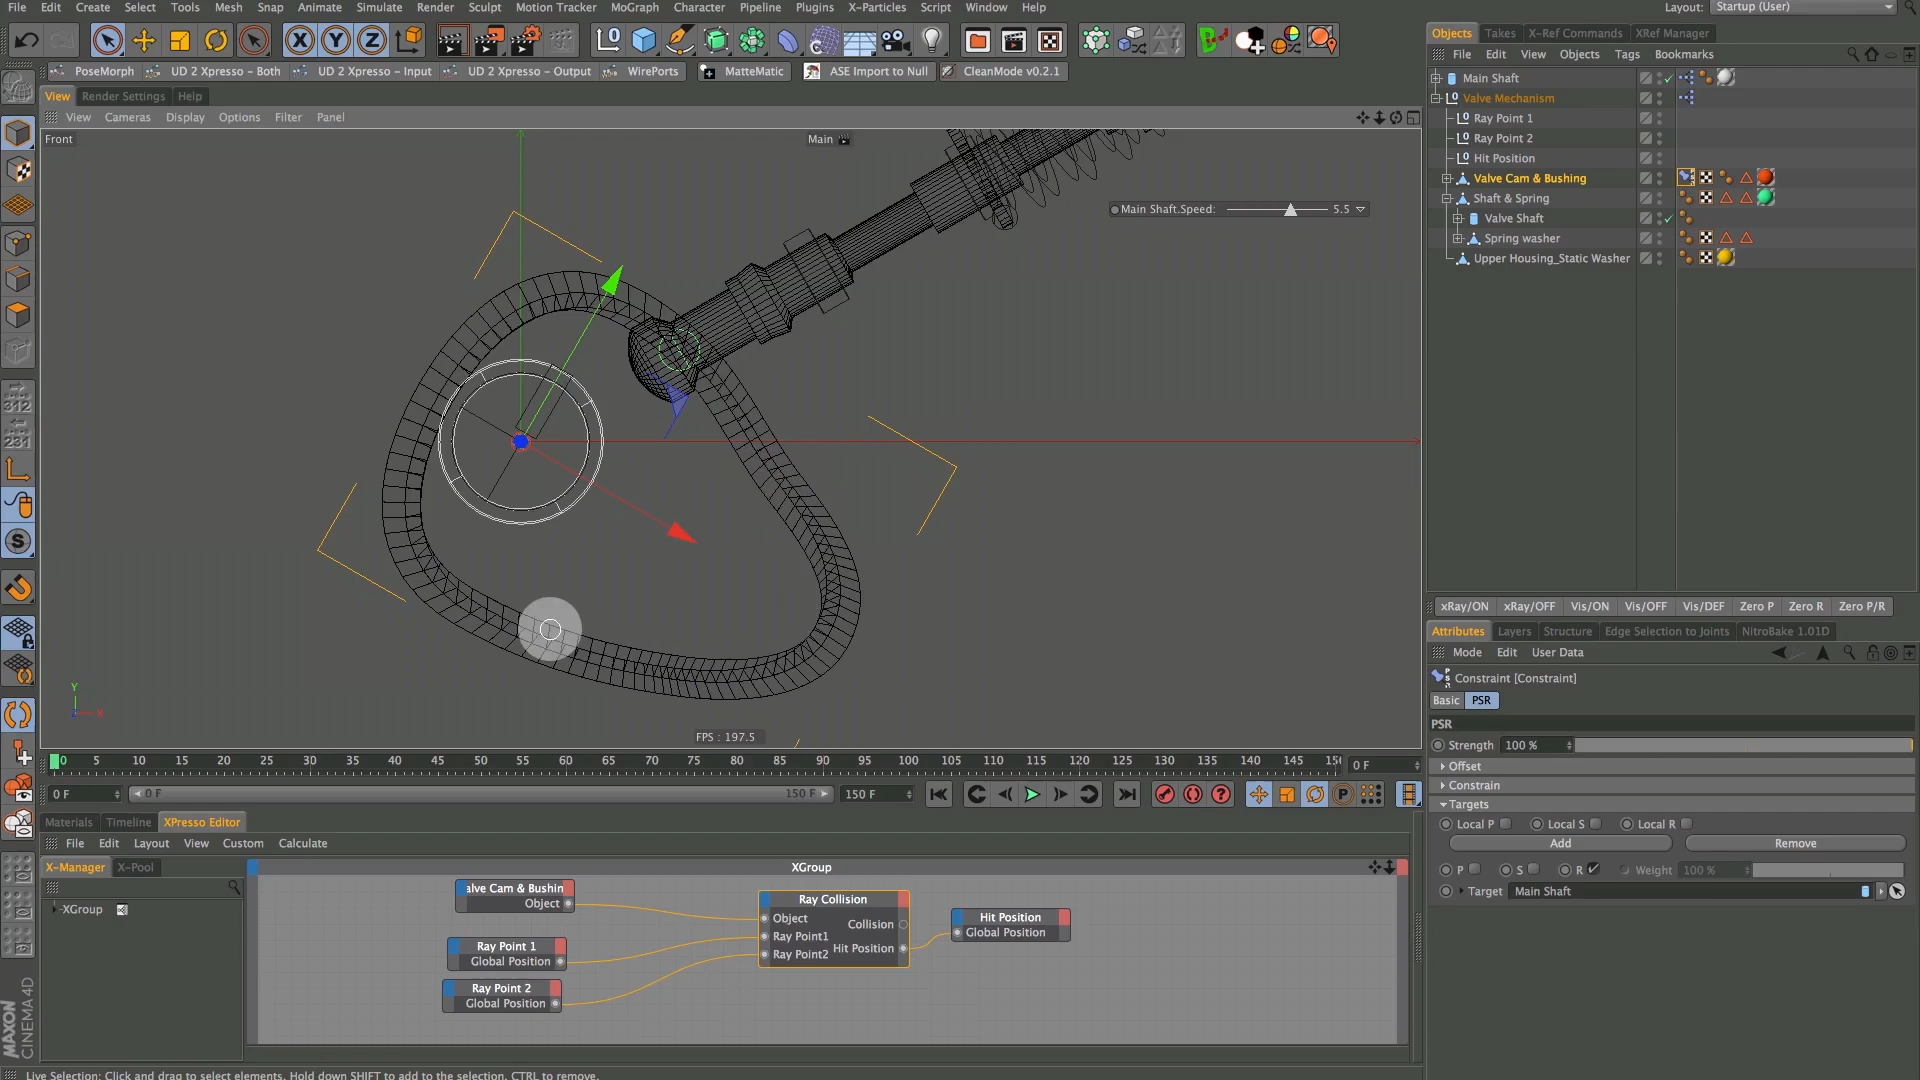 File Edit Create Select Tools Mesh Snap Animate Simulate Render Sculpt Motion Tracker MoGraph Character Pipeline Plugins X-Particles Script Window Help
Layout: Startup (User)
X Y Z
PoseMorph UD 2 Xpresso - Both UD 2 Xpresso - Input UD 2 Xpresso - Output WirePorts MatteMatic ASE Import to Null CleanMode v0.2.1
View Render Settings Help
View Cameras Display Options Filter Panel
Front
Main
Main Shaft.Speed: 5.5
Y
X
FPS : 197.5
312
231
S
0 5 10 15 20 25 30 35 40 45 50 55 60 65 70 75 80 85 90 95 100 105 110 115 120 125 130 135 140 145
0 F
0 F 0 F 150 F 150 F
P
Materials Timeline XPresso Editor
File Edit Layout View Custom Calculate
X-Manager X-Pool
XGroup
XGroup
alve Cam & Bushin
Object
Ray Point 1
Global Position
Ray Point 2
Global Position
Ray Collision
Object
Collision
Ray Point1
Hit Position
Ray Point2
Hit Position
Global Position
MAXON
CINEMA 4D
Live Selection: Click and drag to select elements. Hold down SHIFT to add to the selection, CTRL to remove.
Objects Takes X-Ref Commands XRef Manager
File Edit View Objects Tags Bookmarks
Main Shaft
Valve Mechanism
Ray Point 1
Ray Point 2
Hit Position
Valve Cam & Bushing
Shaft & Spring
Valve Shaft
Spring washer
Upper Housing_Static Washer
xRay/ON xRay/OFF Vis/ON Vis/OFF Vis/DEF Zero P Zero R Zero P/R
Attributes Layers Structure Edge Selection to Joints NitroBake 1.01D
Mode Edit User Data
Constraint [Constraint]
Basic PSR
PSR
Strength 100 %
Offset
Constrain
Targets
Local P Local S Local R
Add Remove
P S R Weight 100 %
Target Main Shaft